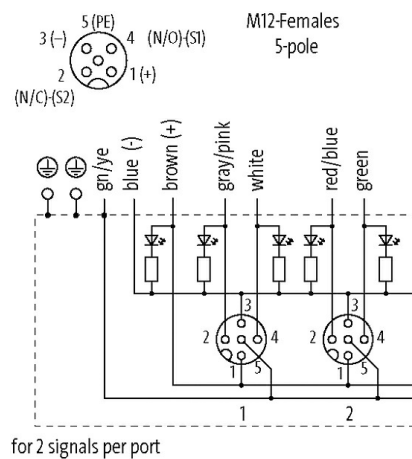 5 (PE)
3 (–)
4 (N/O)-(S1)
2
1 (+)
(N/C)-(S2)
M12-Females
5-pole
gn/ye
blue (-)
brown (+)
gray/pink
white
red/blue
green
3
2
4
1
5
3
2
4
1
5
1
2
for 2 signals per port